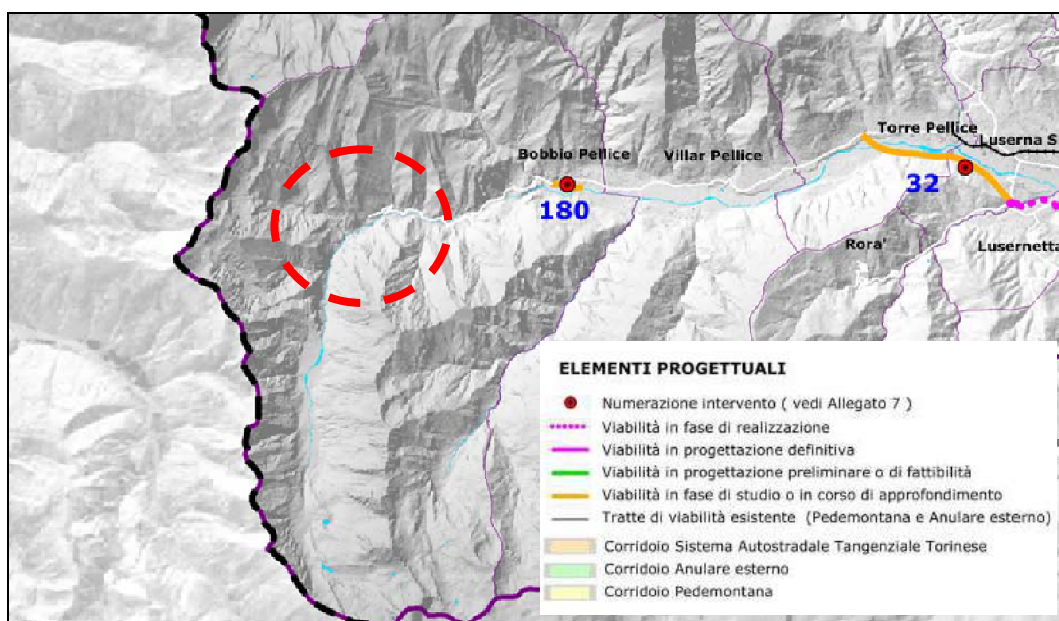 Torre Pellice
Luserna S
Bobbio Pellice
Villar Pellice
32
180
Rora'
Lusernetta
ELEMENTI PROGETTUALI
Numerazione intervento ( vedi Allegato 7 )
Viabilità in fase di realizzazione
Viabilità in progettazione definitiva
Viabilità in progettazione preliminare o di fattibilità
Viabilità in fase di studio o in corso di approfondimento
Tratte di viabilità esistente (Pedemontana e Anulare esterno)
Corridoio Sistema Autostradale Tangenziale Torinese
Corridoio Anulare esterno
Corridoio Pedemontana